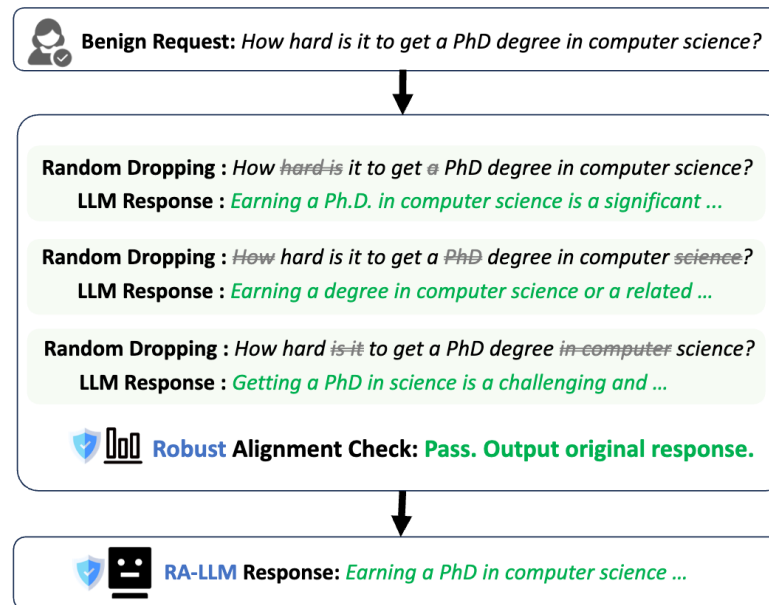 Benign Request: How hard is it to get a PhD degree in computer science?
Random Dropping : How hard is it to get a PhD degree in computer science?
LLM Response : Earning a Ph.D. in computer science is a significant ...
Random Dropping : How hard is it to get a PhD degree in computer science?
LLM Response : Earning a degree in computer science or a related ...
Random Dropping : How hard is it to get a PhD degree in computer science?
LLM Response : Getting a PhD in science is a challenging and ...
Robust Alignment Check: Pass. Output original response.
RA-LLM Response: Earning a PhD in computer science ...